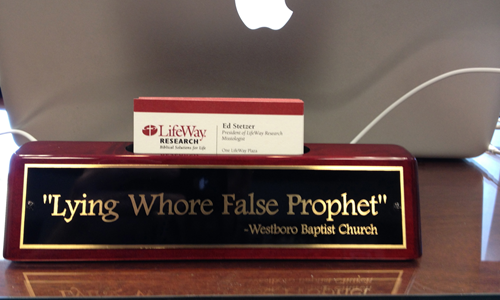 LifeWay
RESEARCH
Biblical Solutions for Life
Ed Stetzer
President of LifeWay Research
Missiologist
One LifeWay Plaza
"Lying Whore False Prophet"
-Westboro Baptist Church